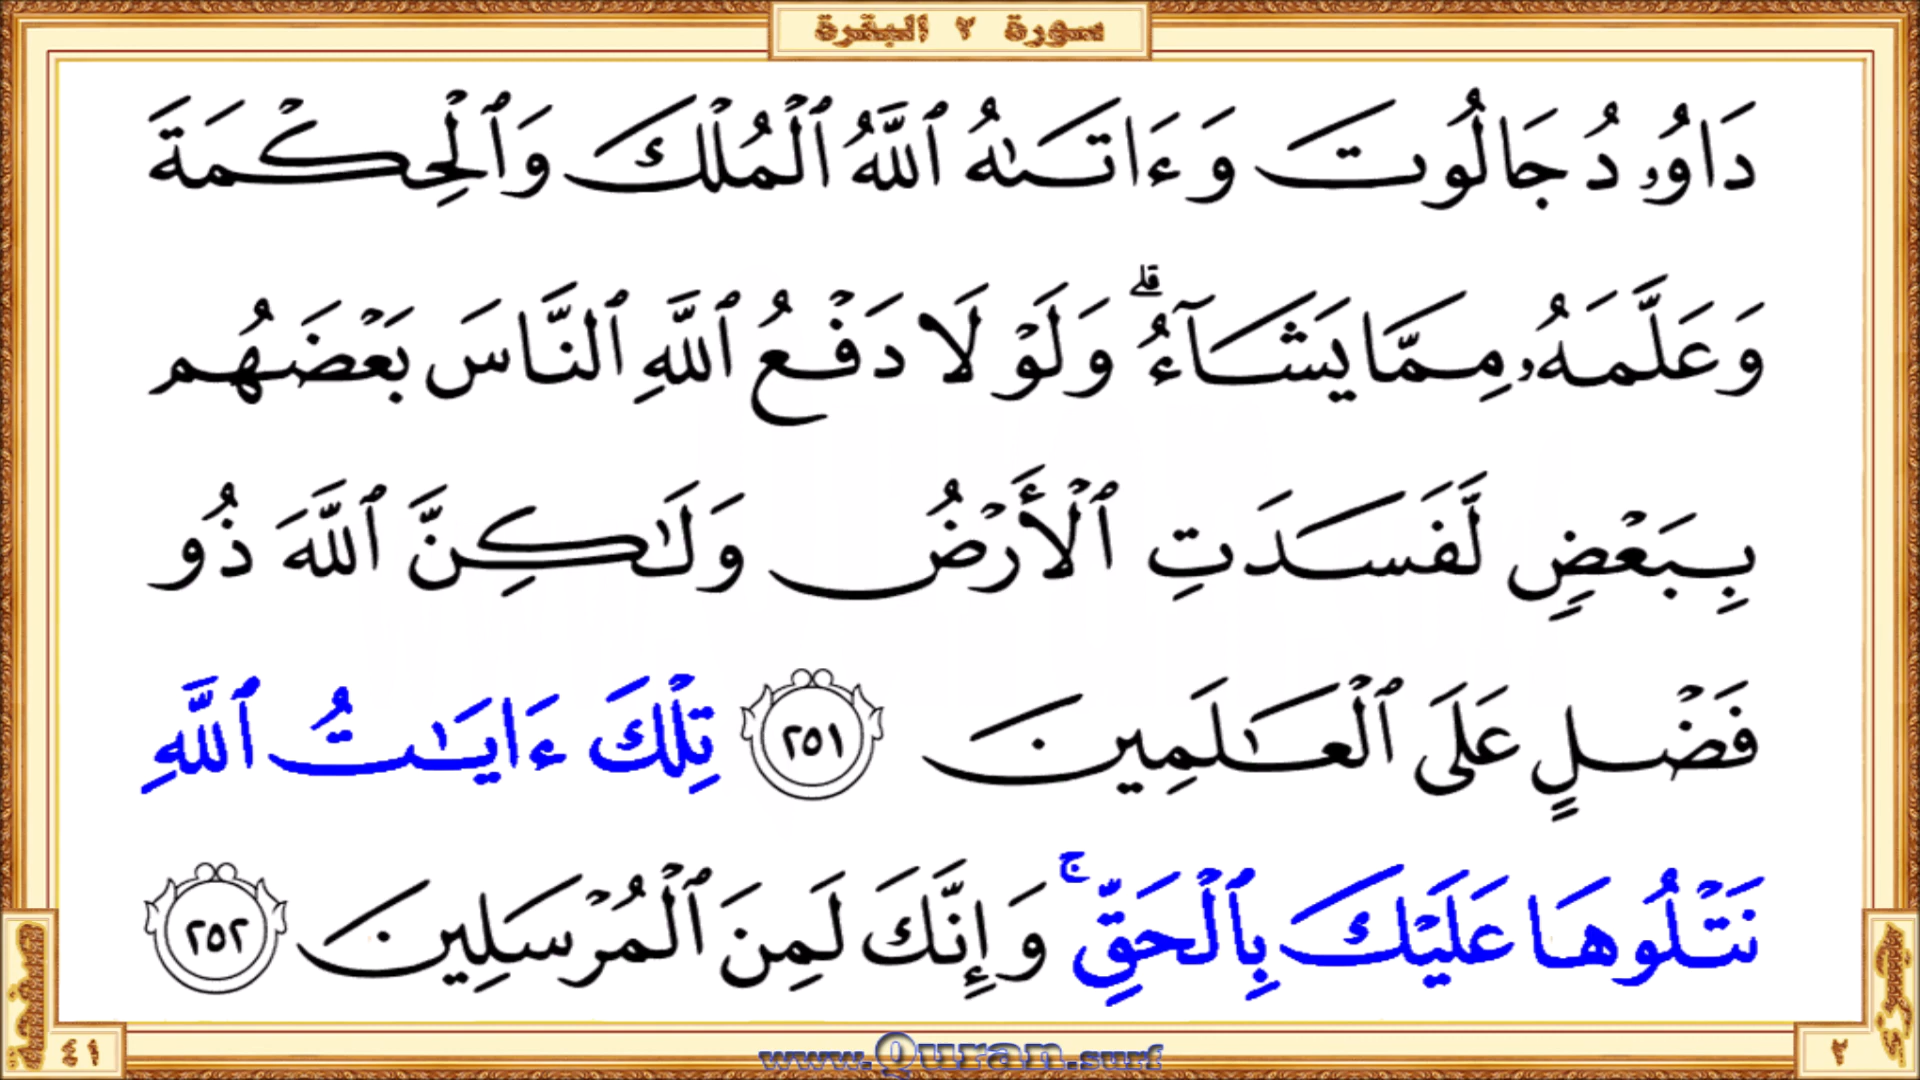 سورة ٢ البقرة
دَاوُۥدُ جَالُوتَ وَءَاتَىٰهُ ٱللَّهُ ٱلْمُلْكَ وَٱلْحِكْمَةَ
وَعَلَّمَهُۥ مِمَّا يَشَآءُ ۗ وَلَوْلَا دَفْعُ ٱللَّهِ ٱلنَّاسَ بَعْضَهُم
بِبَعْضٍ لَّفَسَدَتِ ٱلْأَرْضُ وَلَٰكِنَّ ٱللَّهَ ذُو
فَضْلٍ عَلَى ٱلْعَٰلَمِينَ ٢٥١ تِلْكَ ءَايَٰتُ ٱللَّهِ
نَتْلُوهَا عَلَيْكَ بِٱلْحَقِّ ۚ وَإِنَّكَ لَمِنَ ٱلْمُرْسَلِينَ ٢٥٢
الصفحة ٤١
www.Quran.surf